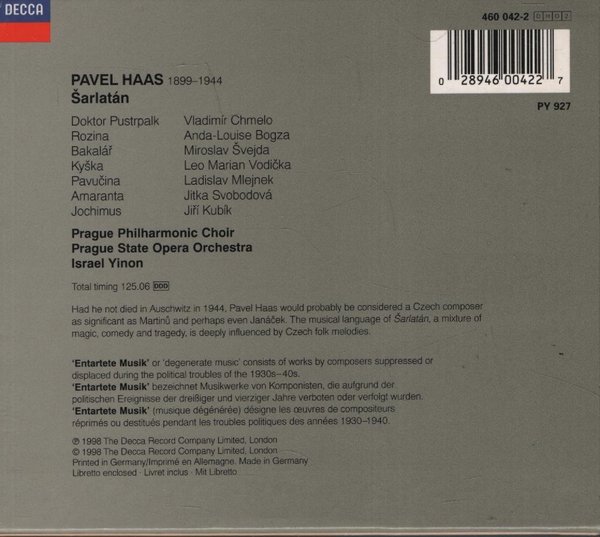 DECCA
460 042-2 DHO2
0 28946 00422 7
PY 927
PAVEL HAAS 1899–1944
Šarlatán
Doktor Pustrpalk Vladimír Chmelo
Rozina Anda-Louise Bogza
Bakalář Miroslav Švejda
Kyška Leo Marian Vodička
Pavučina Ladislav Mlejnek
Amaranta Jitka Svobodová
Jochimus Jiří Kubík
Prague Philharmonic Choir
Prague State Opera Orchestra
Israel Yinon
Total timing 125.06 DDD
Had he not died in Auschwitz in 1944, Pavel Haas would probably be considered a Czech composer
as significant as Martinů and perhaps even Janáček. The musical language of Šarlatán, a mixture of
magic, comedy and tragedy, is deeply influenced by Czech folk melodies.
‘Entartete Musik’ or ‘degenerate music’ consists of works by composers suppressed or
displaced during the political troubles of the 1930s–40s.
‘Entartete Musik’ bezeichnet Musikwerke von Komponisten, die aufgrund der
politischen Ereignisse der dreißiger und vierziger Jahre verboten oder verfolgt wurden.
‘Entartete Musik’ (musique dégénérée) désigne les œuvres de compositeurs
réprimés ou destitués pendant les troubles politiques des années 1930–1940.
℗ 1998 The Decca Record Company Limited, London
© 1998 The Decca Record Company Limited, London
Printed in Germany/Imprimé en Allemagne. Made in Germany
Libretto enclosed · Livret inclus · Mit Libretto